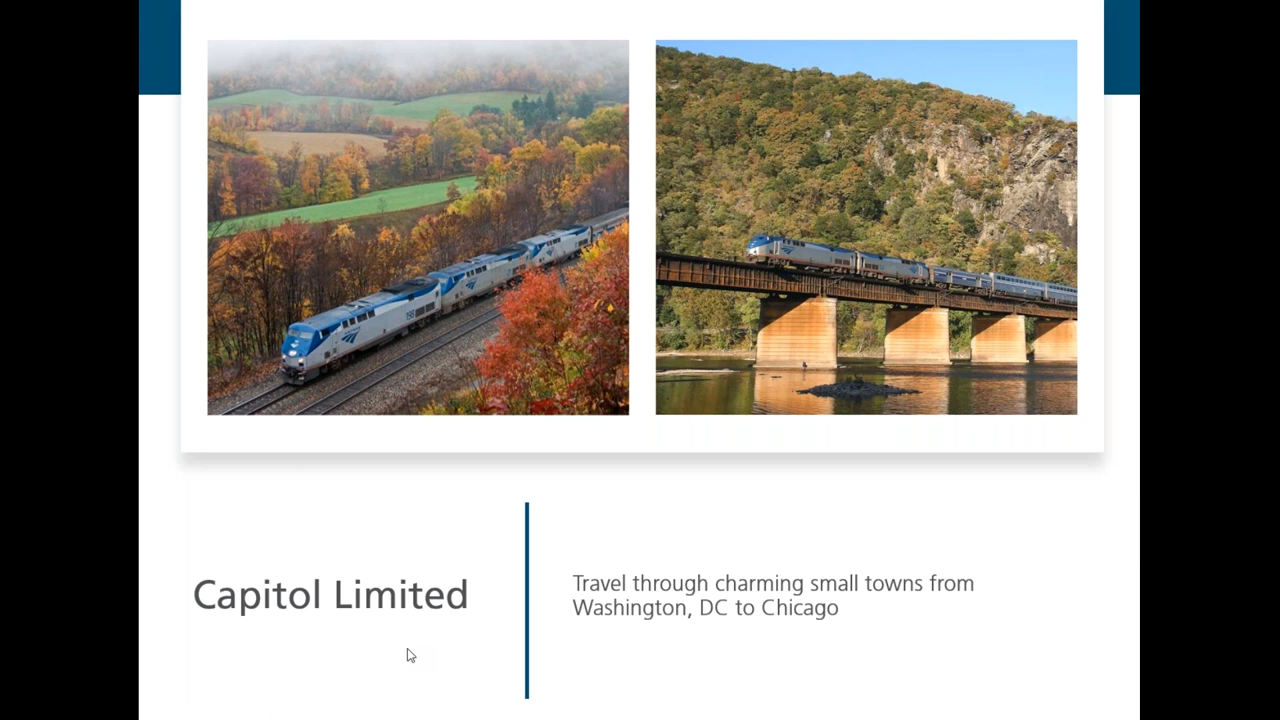 Capitol Limited
Travel through charming small towns from
Washington, DC to Chicago